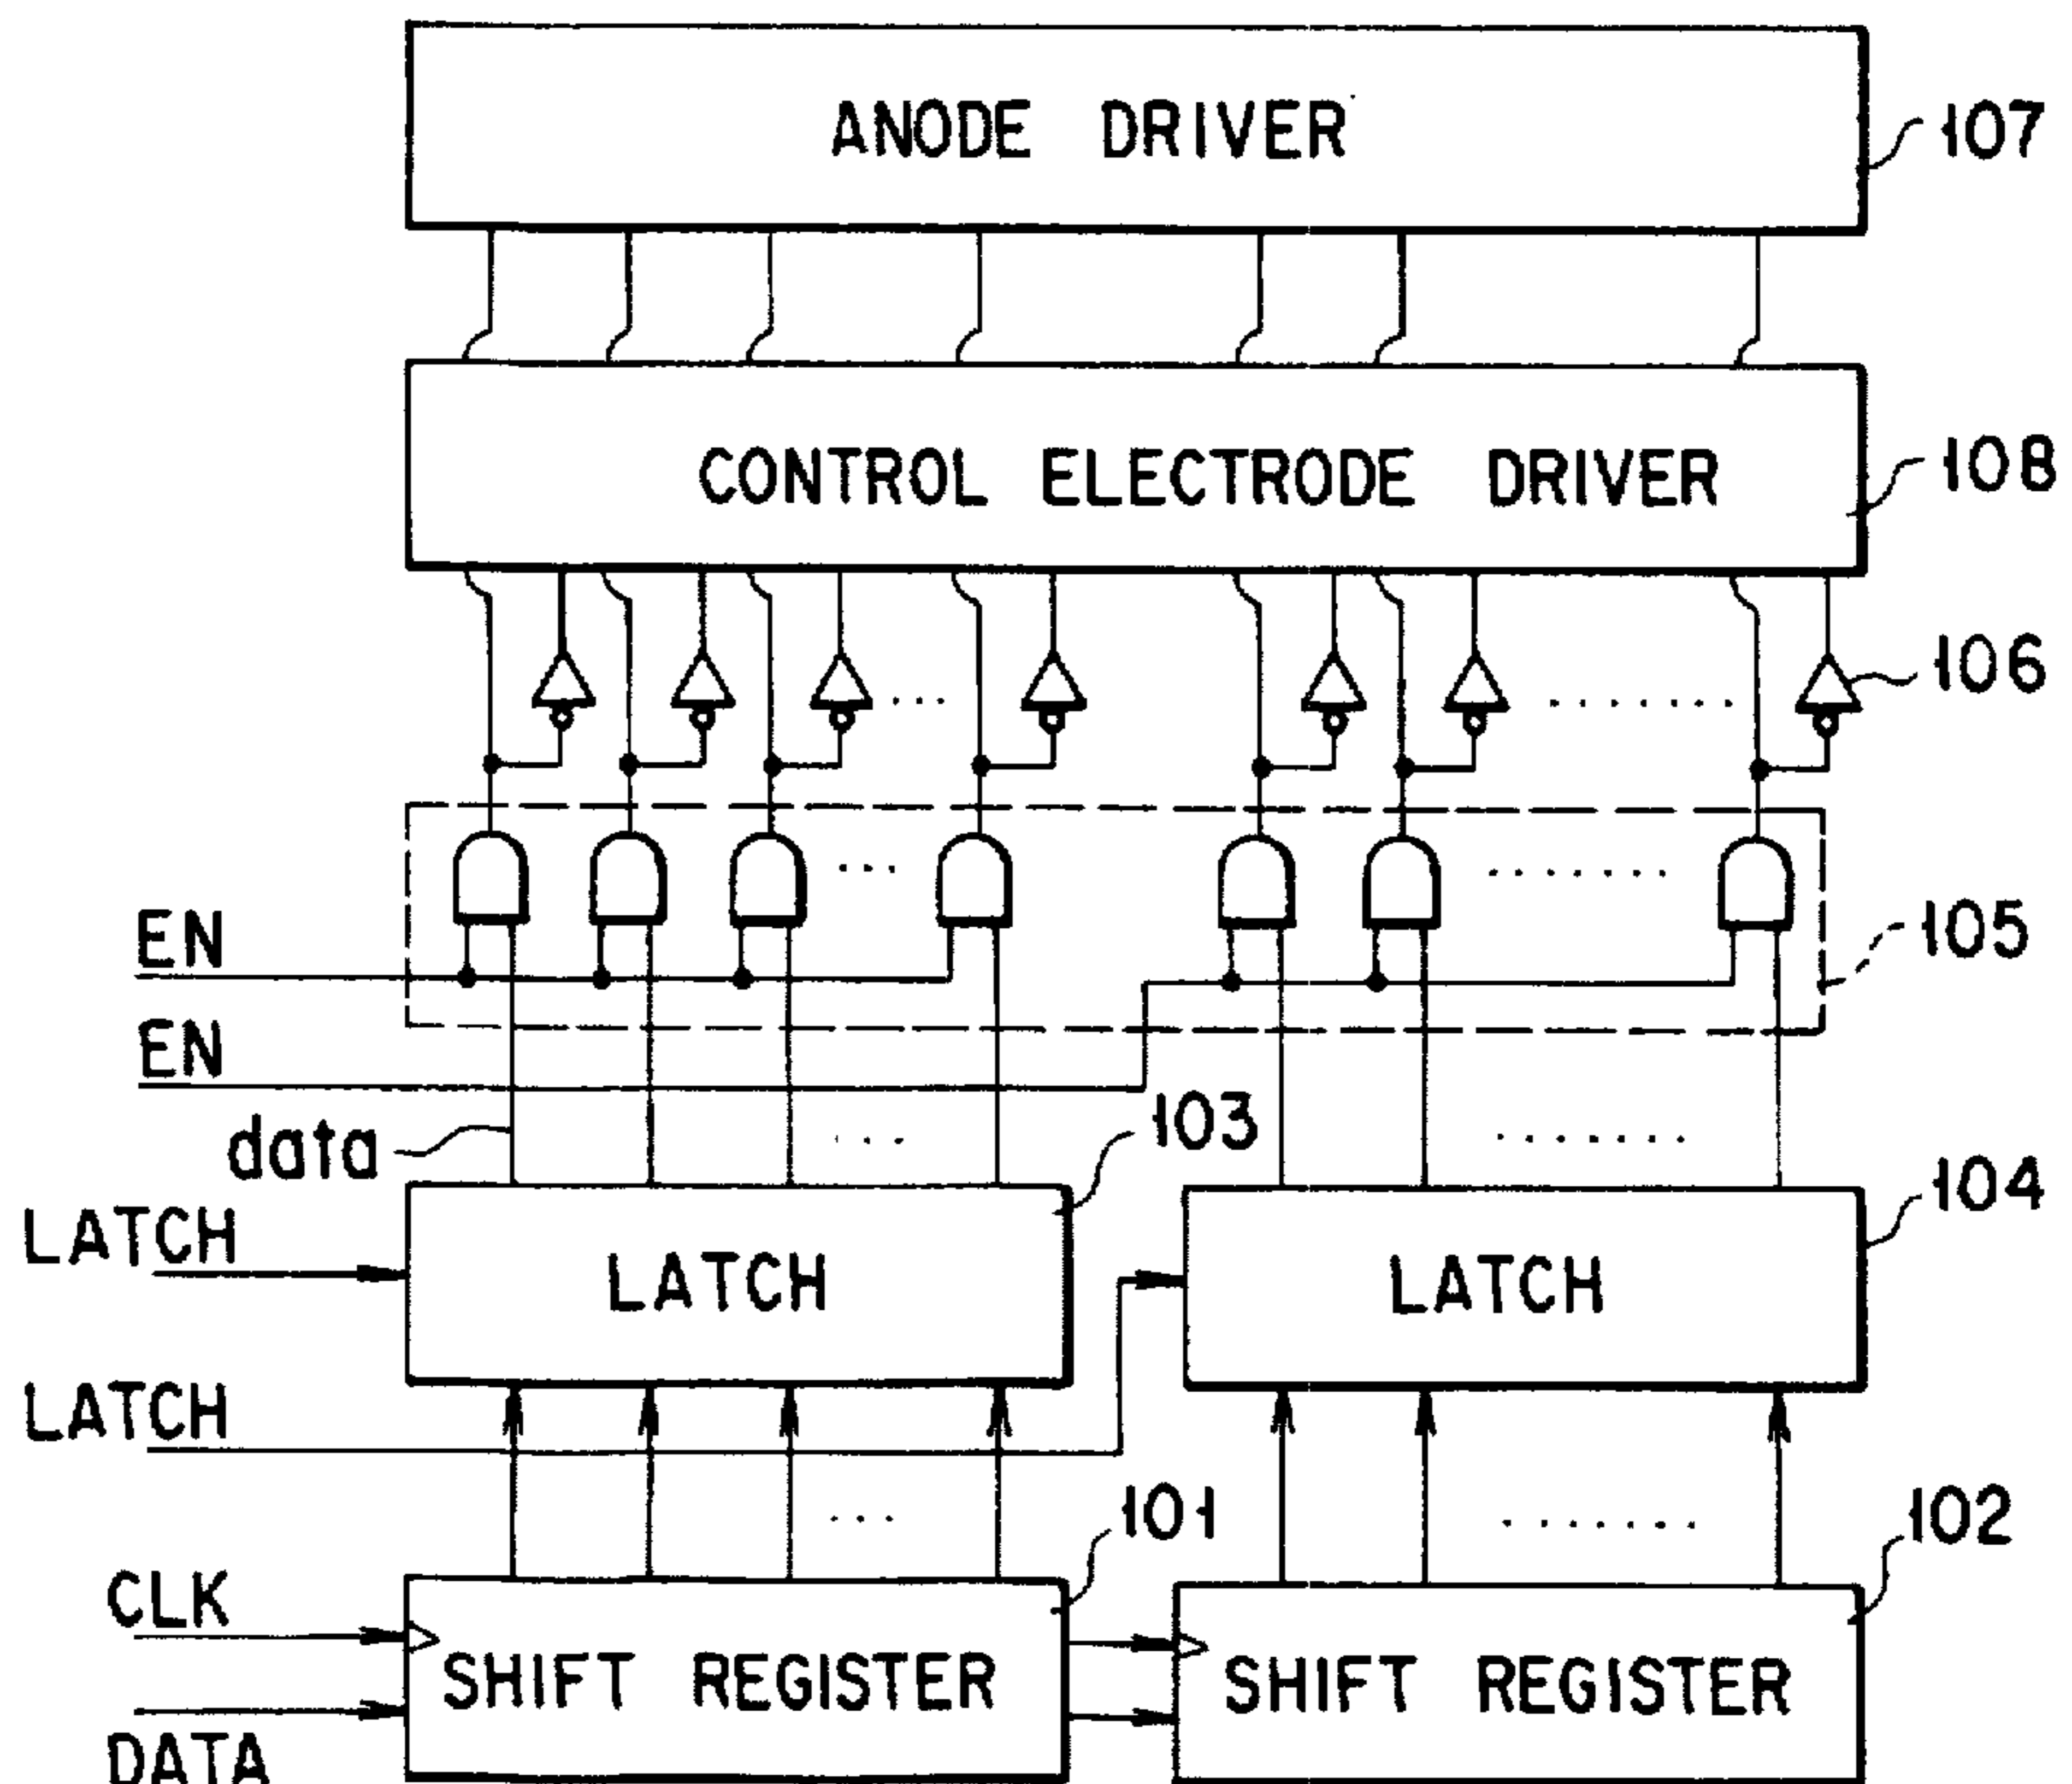 ANODE DRIVER
107
CONTROL ELECTRODE DRIVER
108
106
EN
105
EN
data
103
104
LATCH
LATCH
LATCH
LATCH
101
102
CLK
SHIFT REGISTER
SHIFT REGISTER
DATA